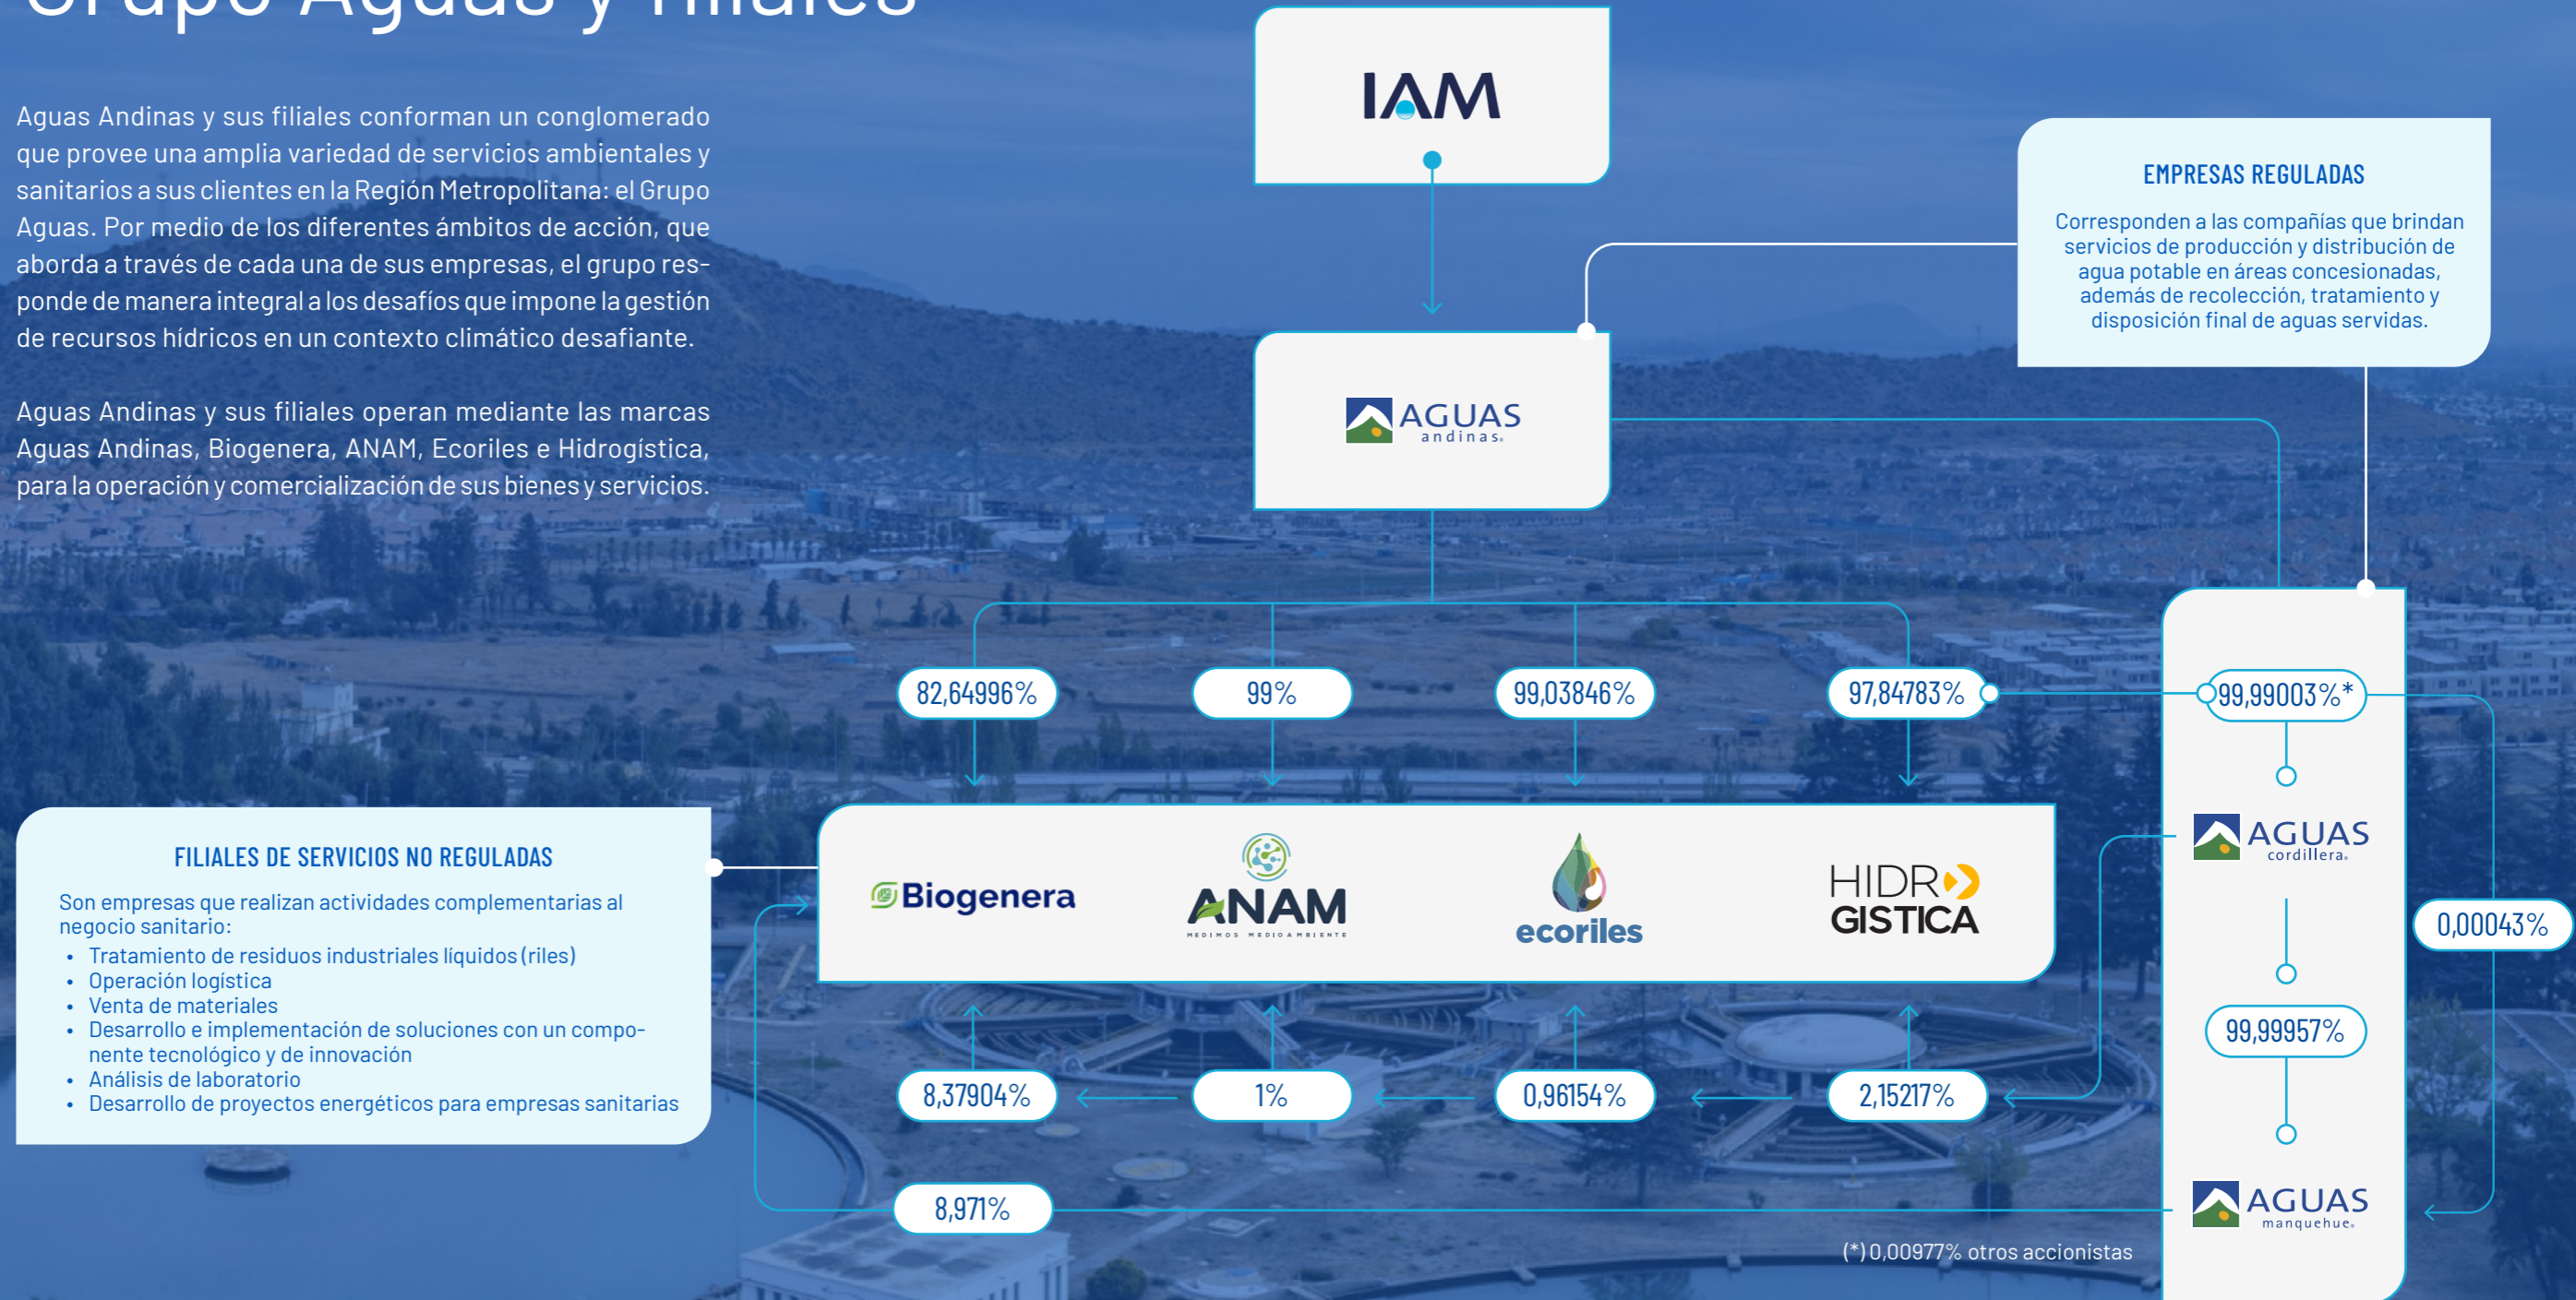 Grupo Aguas y filiales
Aguas Andinas y sus filiales conforman un conglomerado
que provee una amplia variedad de servicios ambientales y
sanitarios a sus clientes en la Región Metropolitana: el Grupo
Aguas. Por medio de los diferentes ámbitos de acción, que
aborda a través de cada una de sus empresas, el grupo res-
ponde de manera integral a los desafíos que impone la gestión
de recursos hídricos en un contexto climático desafiante.
Aguas Andinas y sus filiales operan mediante las marcas
Aguas Andinas, Biogenera, ANAM, Ecoriles e Hidrogística,
para la operación y comercialización de sus bienes y servicios.
IAM
EMPRESAS REGULADAS
Corresponden a las compañías que brindan
servicios de producción y distribución de
agua potable en áreas concesionadas,
además de recolección, tratamiento y
disposición final de aguas servidas.
AGUAS
andinas.
82,64996%
99%
99,03846%
97,84783%
99,99003%*
FILIALES DE SERVICIOS NO REGULADAS
Son empresas que realizan actividades complementarias al
negocio sanitario:
• Tratamiento de residuos industriales líquidos (riles)
• Operación logística
• Venta de materiales
• Desarrollo e implementación de soluciones con un compo-
nente tecnológico y de innovación
• Análisis de laboratorio
• Desarrollo de proyectos energéticos para empresas sanitarias
Biogenera
ANAM
MEDIMOS MEDIOAMBIENTE
ecoriles
HIDRO
GISTICA
AGUAS
cordillera.
0,00043%
99,99957%
8,37904%
1%
0,96154%
2,15217%
8,971%
AGUAS
manquehue.
(*) 0,00977% otros accionistas